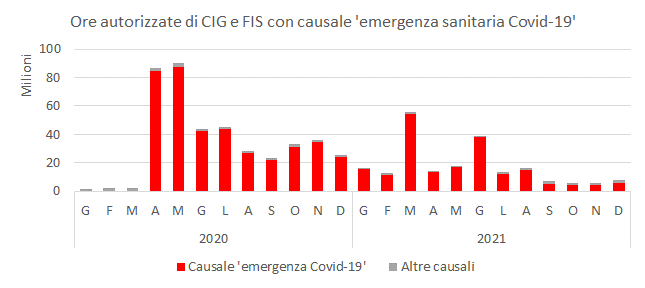 Ore autorizzate di CIG e FIS con causale 'emergenza sanitaria Covid-19'
Milioni
100
80
60
40
20
0
G F M A M G L A S O N D G F M A M G L A S O N D
2020 2021
Causale 'emergenza Covid-19' Altre causali